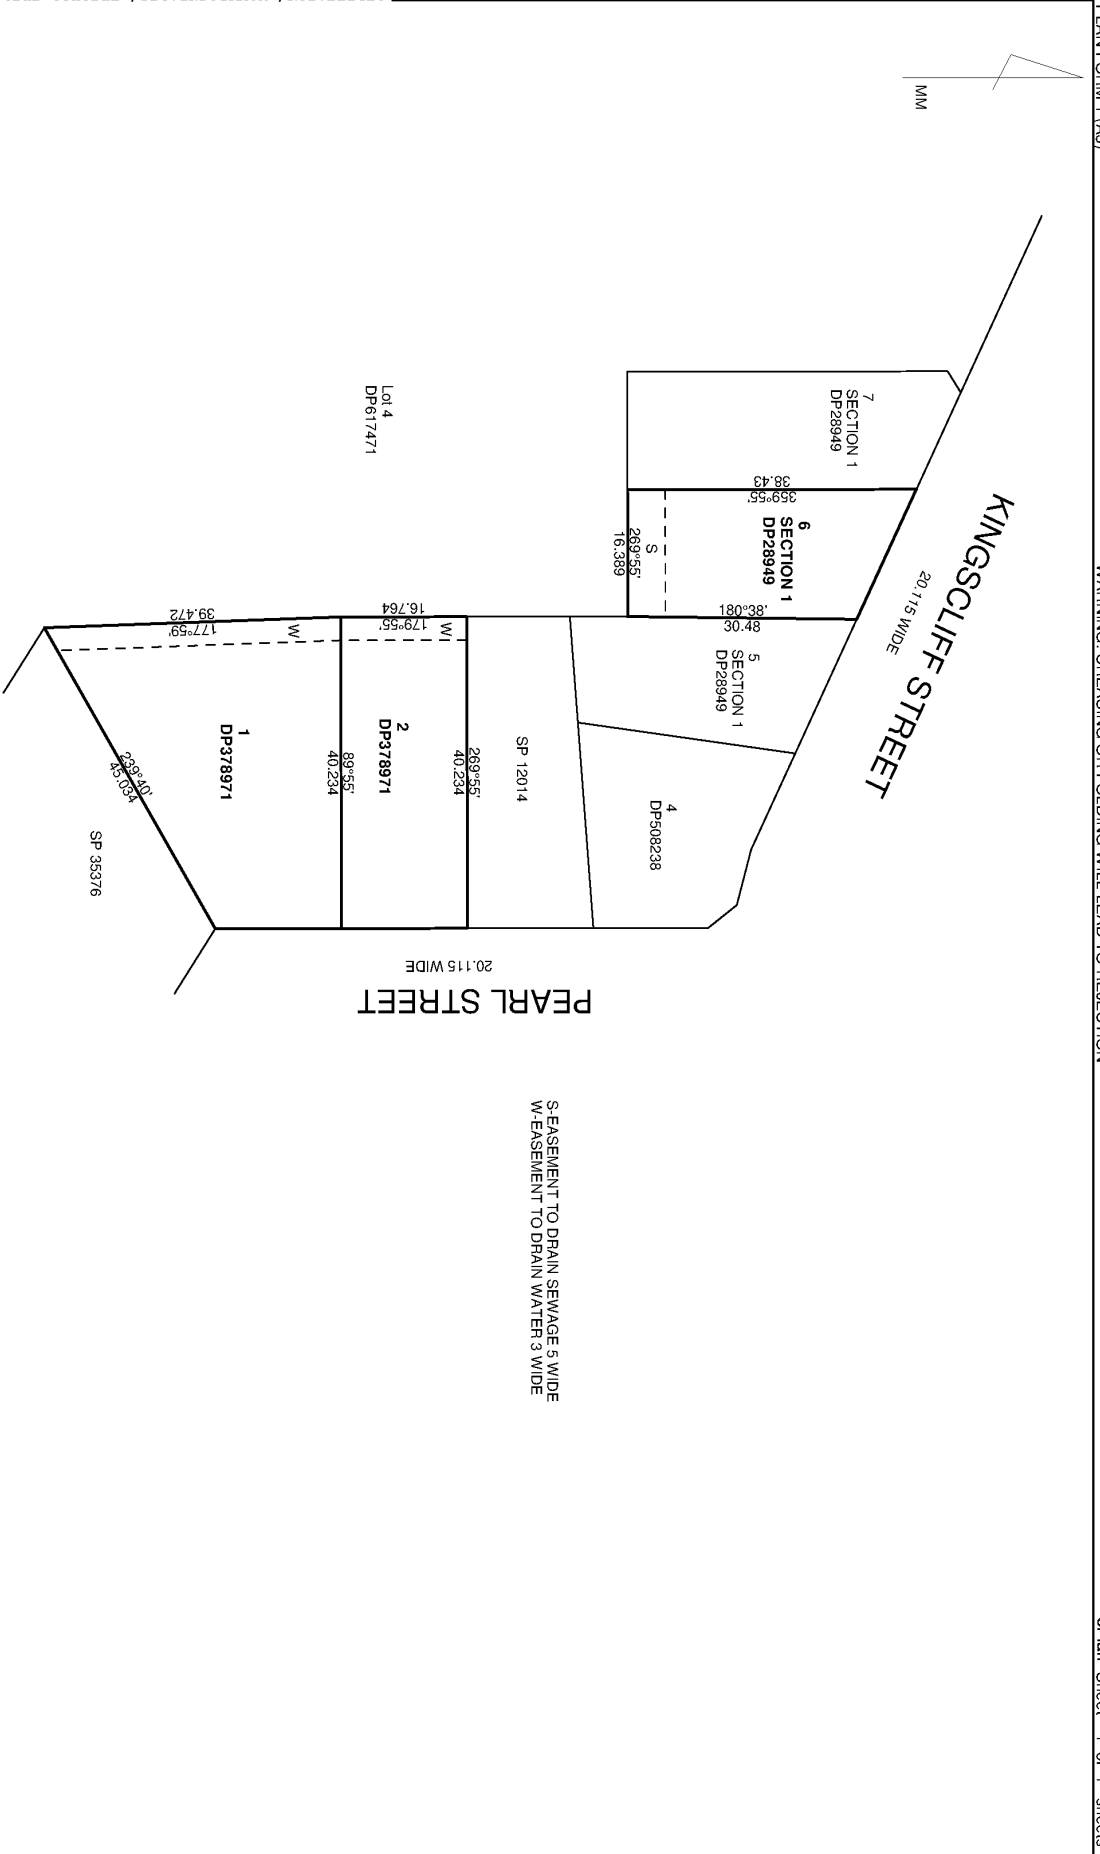 MM
KINGSCLIFF STREET
20.115 WIDE
7
SECTION 1
DP28949
38.43
359°55'
6
SECTION 1
DP28949
S
269°55'
16.389
180°38'
30.48
5
SECTION 1
DP28949
4
DP508238
Lot 4
DP617471
SP 12014
W
179°55'
16.764
269°55'
40.234
2
DP378971
89°55'
40.234
W
177°59'
39.472
1
DP378971
239°40'
45.034
SP 35376
20.115 WIDE
PEARL STREET
S-EASEMENT TO DRAIN SEWAGE 5 WIDE
W-EASEMENT TO DRAIN WATER 3 WIDE